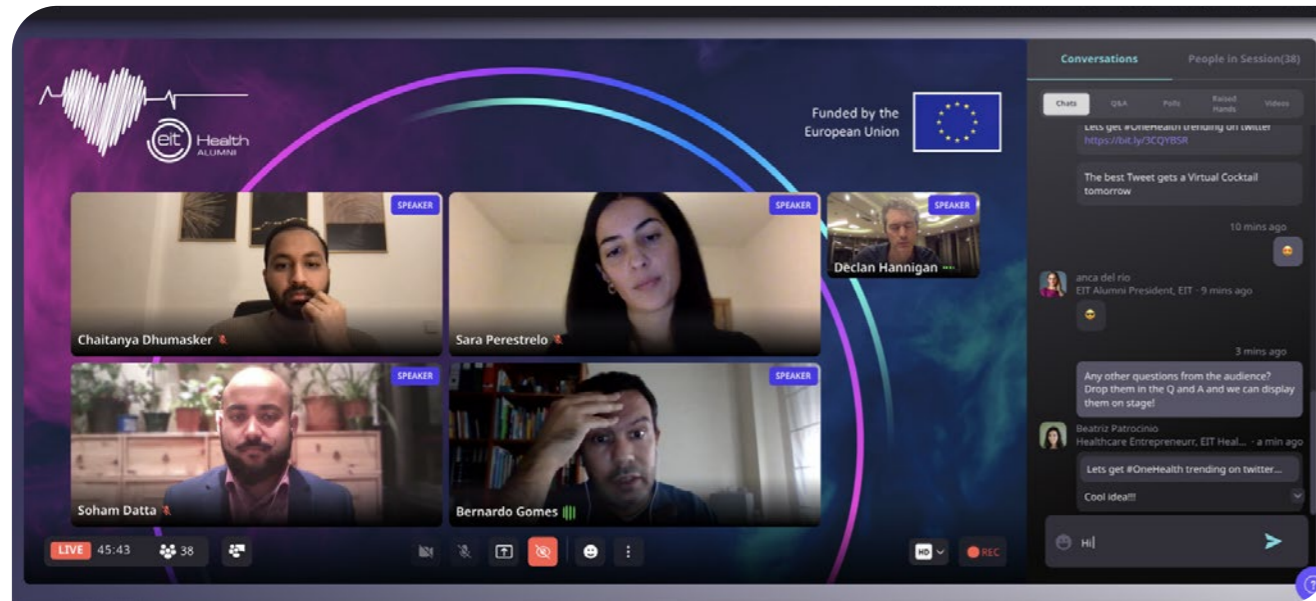 eit Health
ALUMNI
Funded by the
European Union
SPEAKER
Chaitanya Dhumasker
SPEAKER
Sara Perestrelo
SPEAKER
Declan Hannigan
SPEAKER
Soham Datta
SPEAKER
Bernardo Gomes
LIVE 45:43 38
HD
REC
Conversations People in Session(38)
Chats Q&A Polls Raised Hands Videos
Lets get #OneHealth trending on twitter
https://bit.ly/3CQYBSR
The best Tweet gets a Virtual Cocktail
tomorrow
10 mins ago
anca del rio
EIT Alumni President, EIT · 9 mins ago
3 mins ago
Any other questions from the audience?
Drop them in the Q and A and we can display
them on stage!
Beatriz Patrocinio
Healthcare Entrepreneurr, EIT Heal... · a min ago
Lets get #OneHealth trending on twitter...
Cool idea!!!
Hi